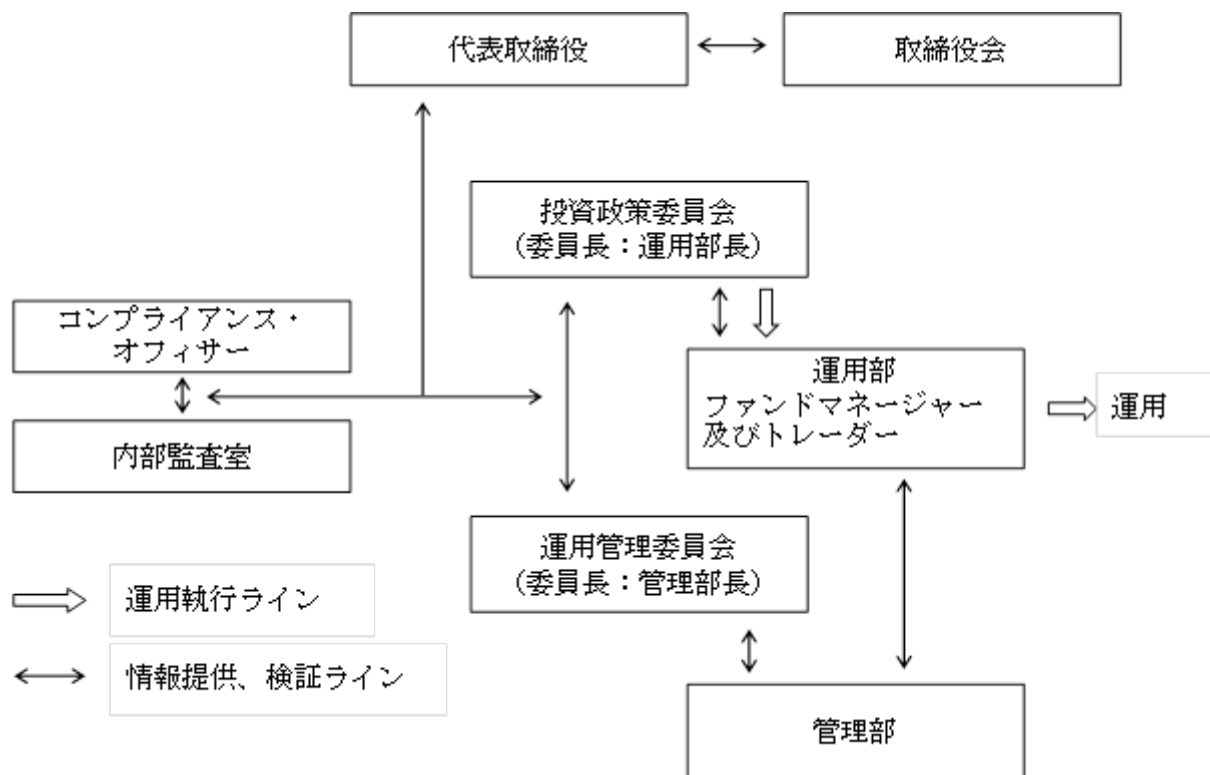 代表取締役
取締役会
投資政策委員会
（委員長：運用部長）
コンプライアンス・
オフィサー
運用部
ファンドマネージャー
及びトレーダー
運用
内部監査室
運用管理委員会
（委員長：管理部長）
運用執行ライン
情報提供、検証ライン
管理部